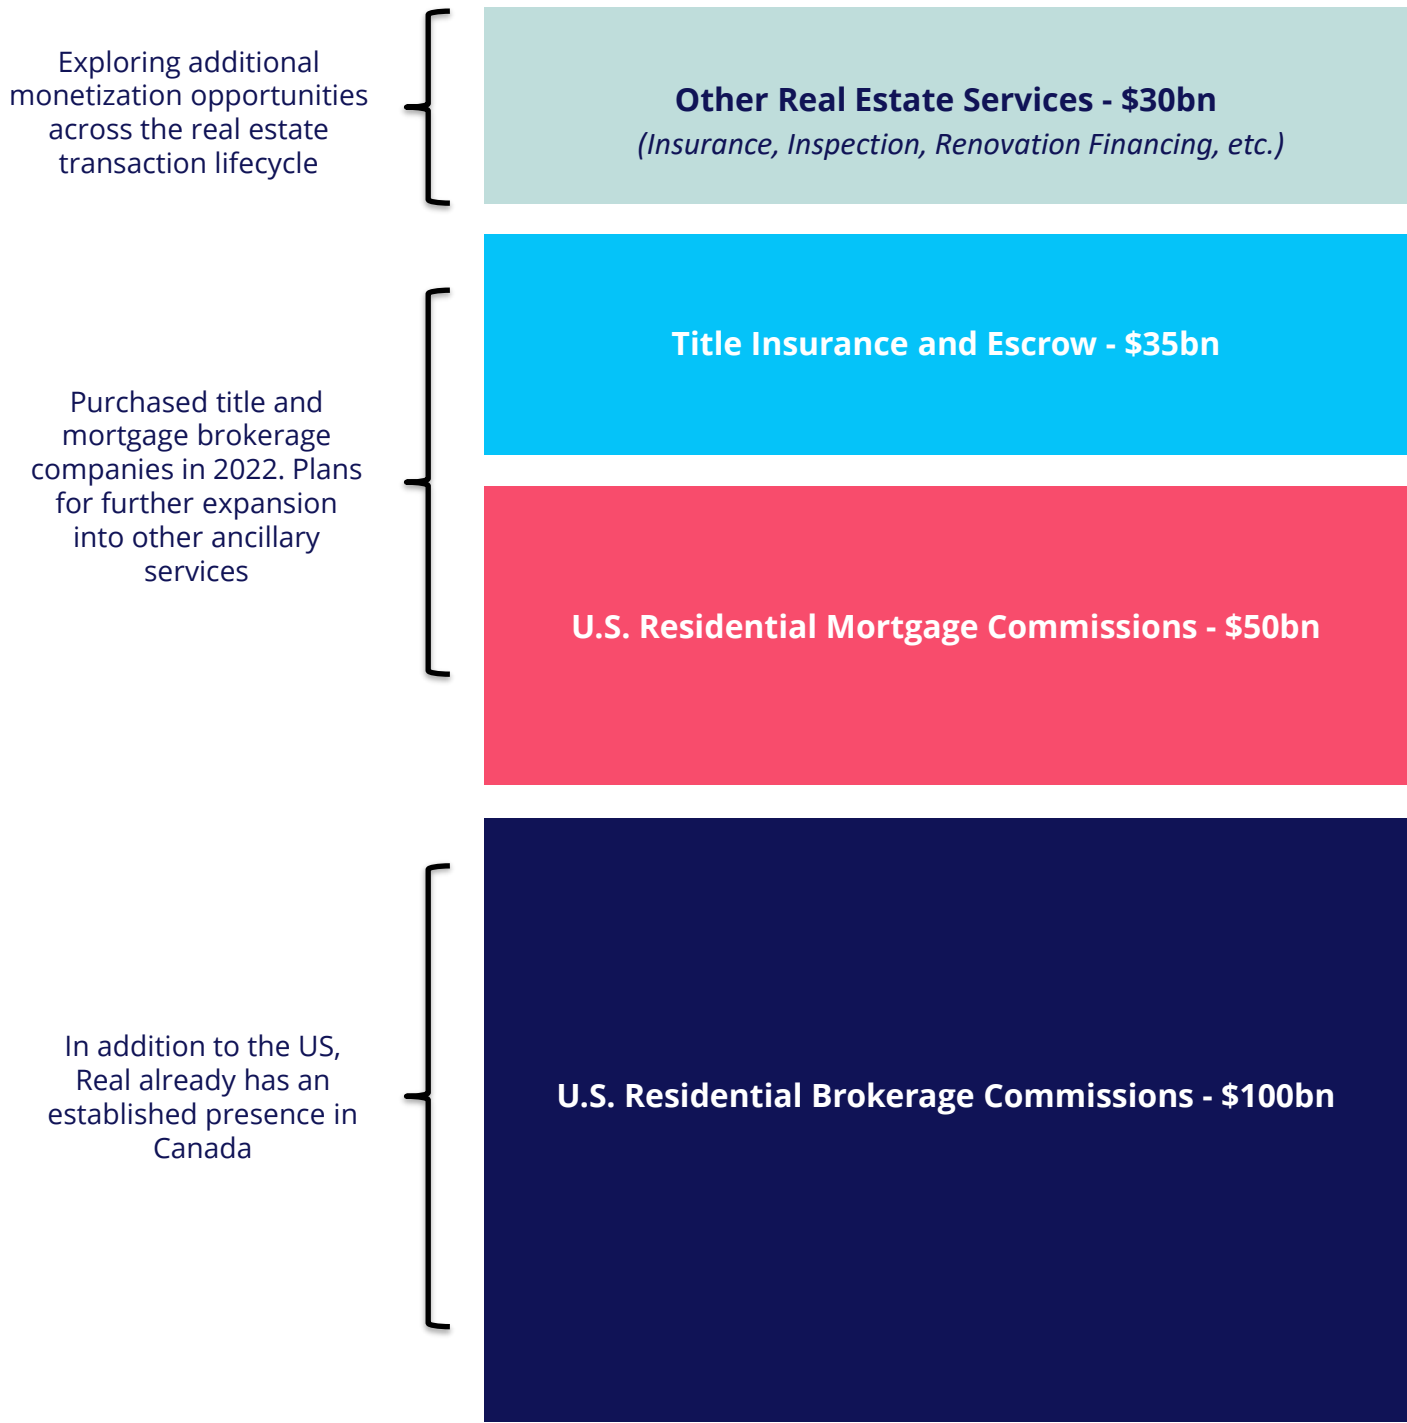 Exploring additional
monetization opportunities
across the real estate
transaction lifecycle
Other Real Estate Services - $30bn
(Insurance, Inspection, Renovation Financing, etc.)
Title Insurance and Escrow - $35bn
Purchased title and
mortgage brokerage
companies in 2022. Plans
for further expansion
into other ancillary
services
U.S. Residential Mortgage Commissions - $50bn
In addition to the US,
Real already has an
established presence in
Canada
U.S. Residential Brokerage Commissions - $100bn